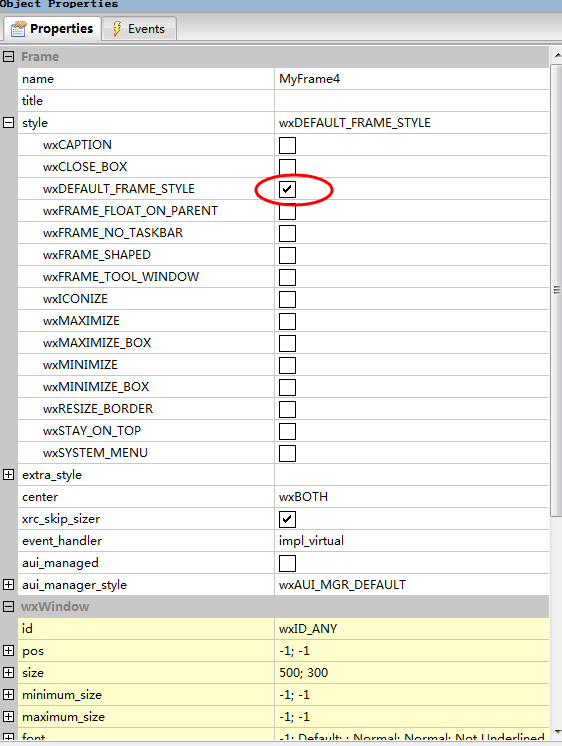 Object Properties
Properties Events
Frame
name MyFrame4
title
style wxDEFAULT_FRAME_STYLE
wxCAPTION
wxCLOSE_BOX
wxDEFAULT_FRAME_STYLE
wxFRAME_FLOAT_ON_PARENT
wxFRAME_NO_TASKBAR
wxFRAME_SHAPED
wxFRAME_TOOL_WINDOW
wxICONIZE
wxMAXIMIZE
wxMAXIMIZE_BOX
wxMINIMIZE
wxMINIMIZE_BOX
wxRESIZE_BORDER
wxSTAY_ON_TOP
wxSYSTEM_MENU
extra_style
center wxBOTH
xrc_skip_sizer
event_handler impl_virtual
aui_managed
aui_manager_style wxAUI_MGR_DEFAULT
wxWindow
id wxID_ANY
pos -1; -1
size 500; 300
minimum_size -1; -1
maximum_size -1; -1
font -1; Default; ; Normal; Normal; Not Underlined